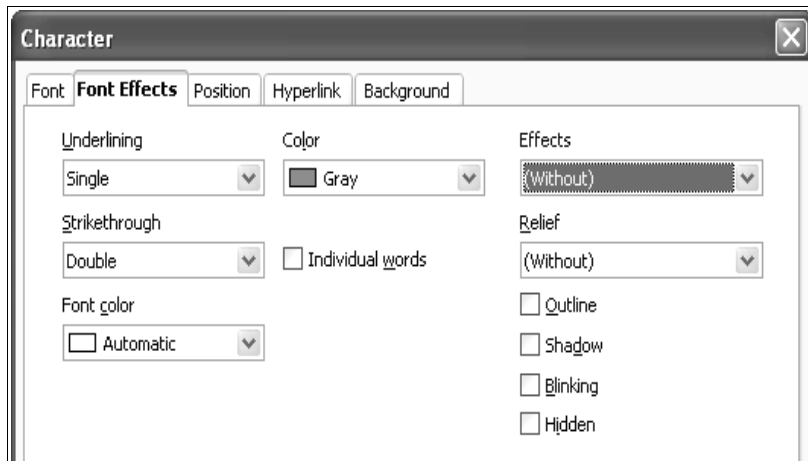 Character
Font Font Effects Position Hyperlink Background
Underlining Color Effects
Single Gray (Without)
Strikethrough Relief
Double Individual words (Without)
Font color Outline
Automatic Shadow
Blinking
Hidden